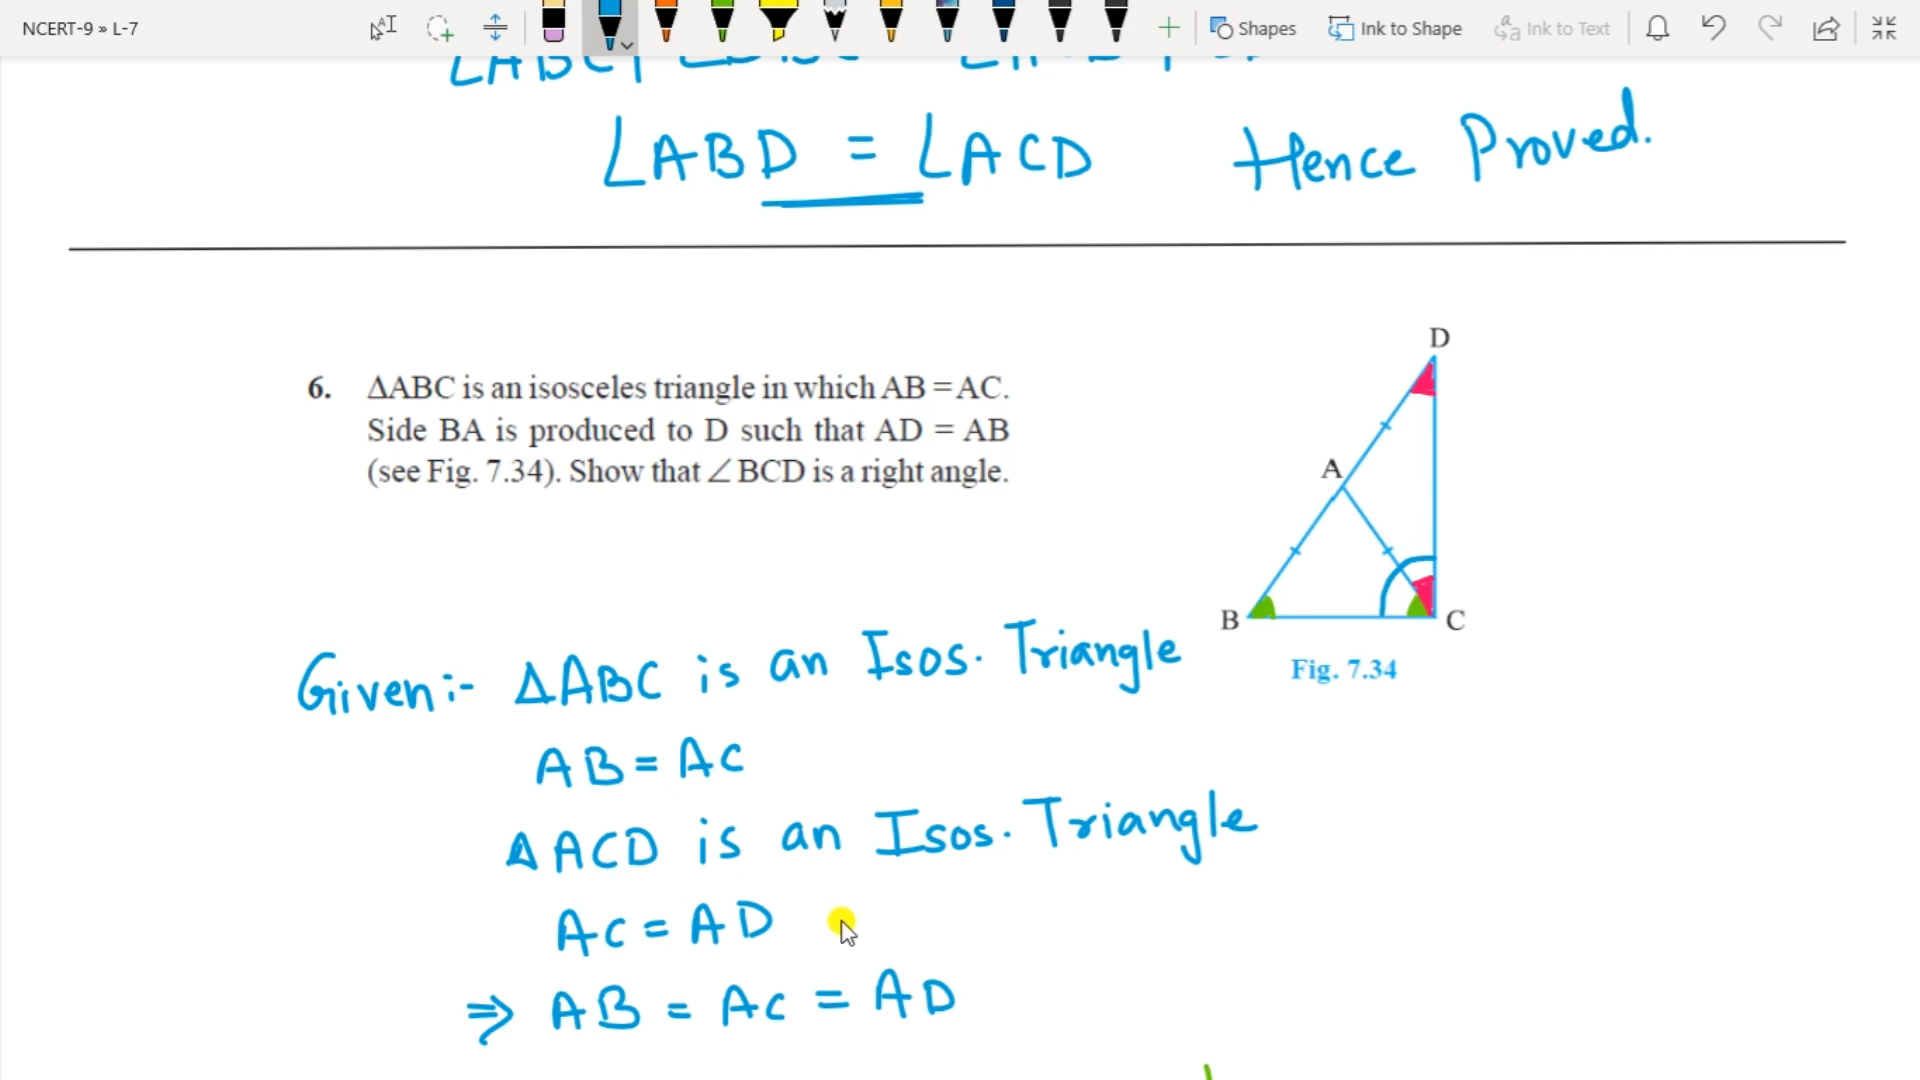 NCERT-9 » L-7
Shapes
Ink to Shape
Ink to Text
∠ABD = ∠ACD Hence Proved.
6. ΔABC is an isosceles triangle in which AB = AC.
Side BA is produced to D such that AD = AB
(see Fig. 7.34). Show that ∠BCD is a right angle.
D
A
B
C
Fig. 7.34
Given:- ΔABC is an Isos. Triangle
AB = AC
ΔACD is an Isos. Triangle
AC = AD
⇒ AB = AC = AD